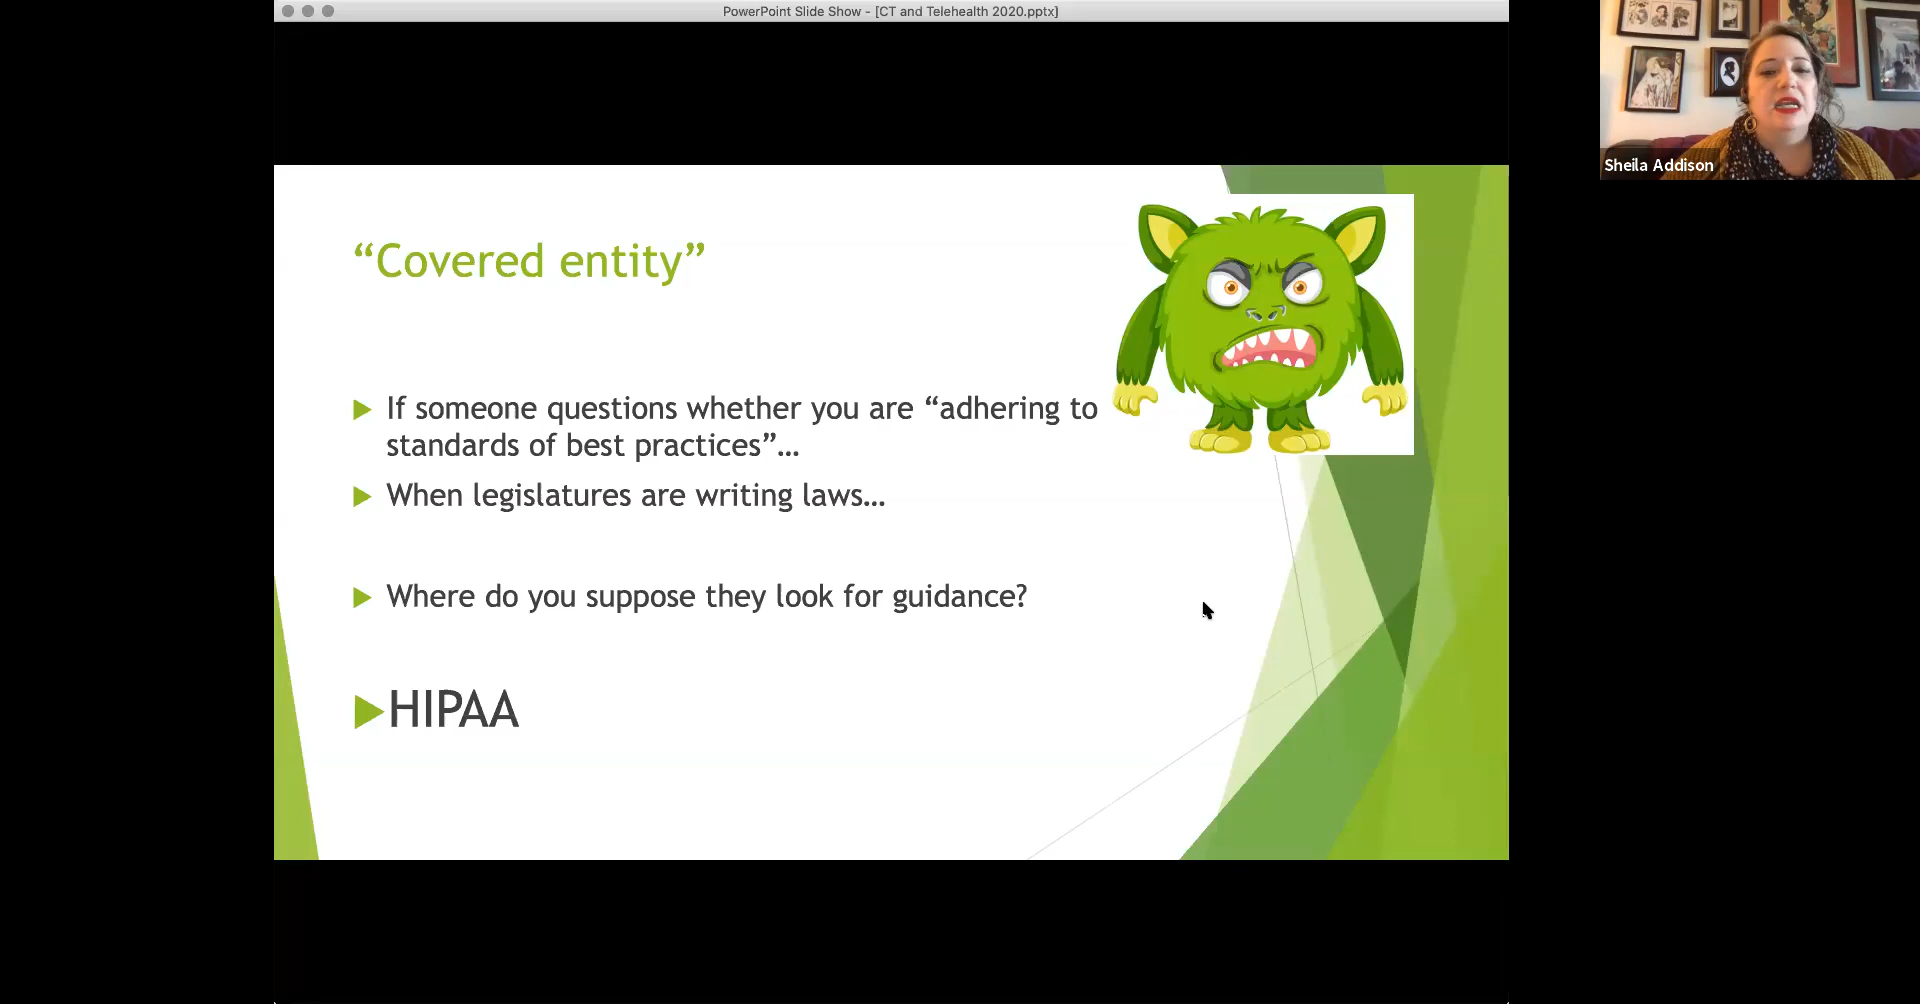 PowerPoint Slide Show - [CT and Telehealth 2020.pptx]
Sheila Addison
“Covered entity”
If someone questions whether you are “adhering to
standards of best practices”…
When legislatures are writing laws…
Where do you suppose they look for guidance?
HIPAA